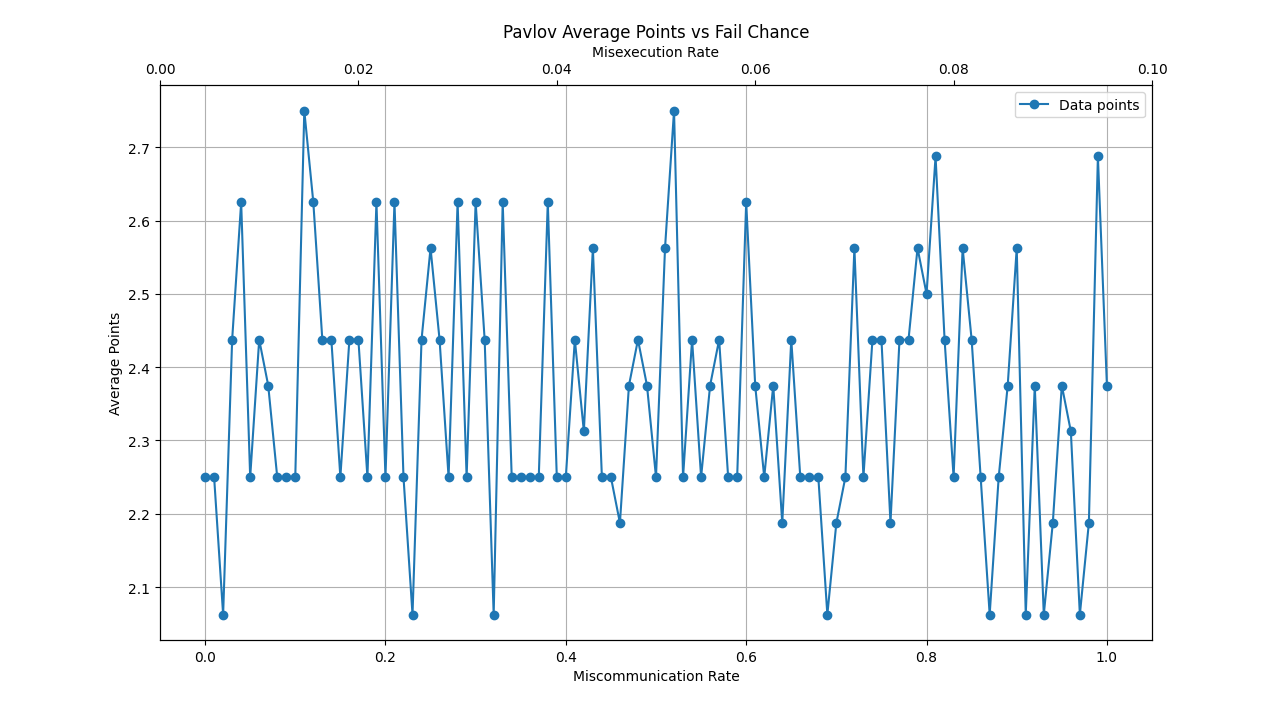 Pavlov Average Points vs Fail Chance
Misexecution Rate
0.00 0.02 0.04 0.06 0.08 0.10
Data points
2.7
2.6
2.5
2.4
2.3
2.2
2.1
Average Points
0.0 0.2 0.4 0.6 0.8 1.0
Miscommunication Rate